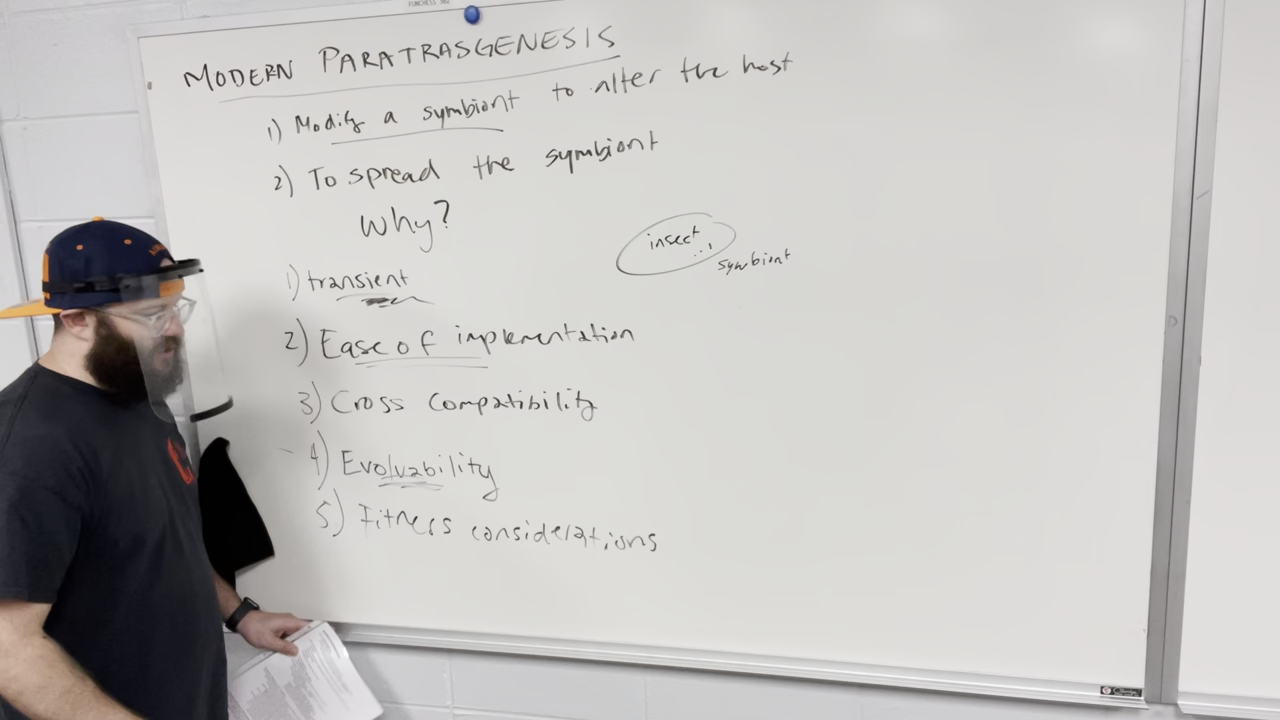 MODERN PARATRASGENESIS
1) Modify a symbiont to alter the host
2) To spread the symbiont
Why?
insect
symbiont
1) transient
2) Ease of implementation
3) Cross compatibility
4) Evolvability
5) Fitness considerations